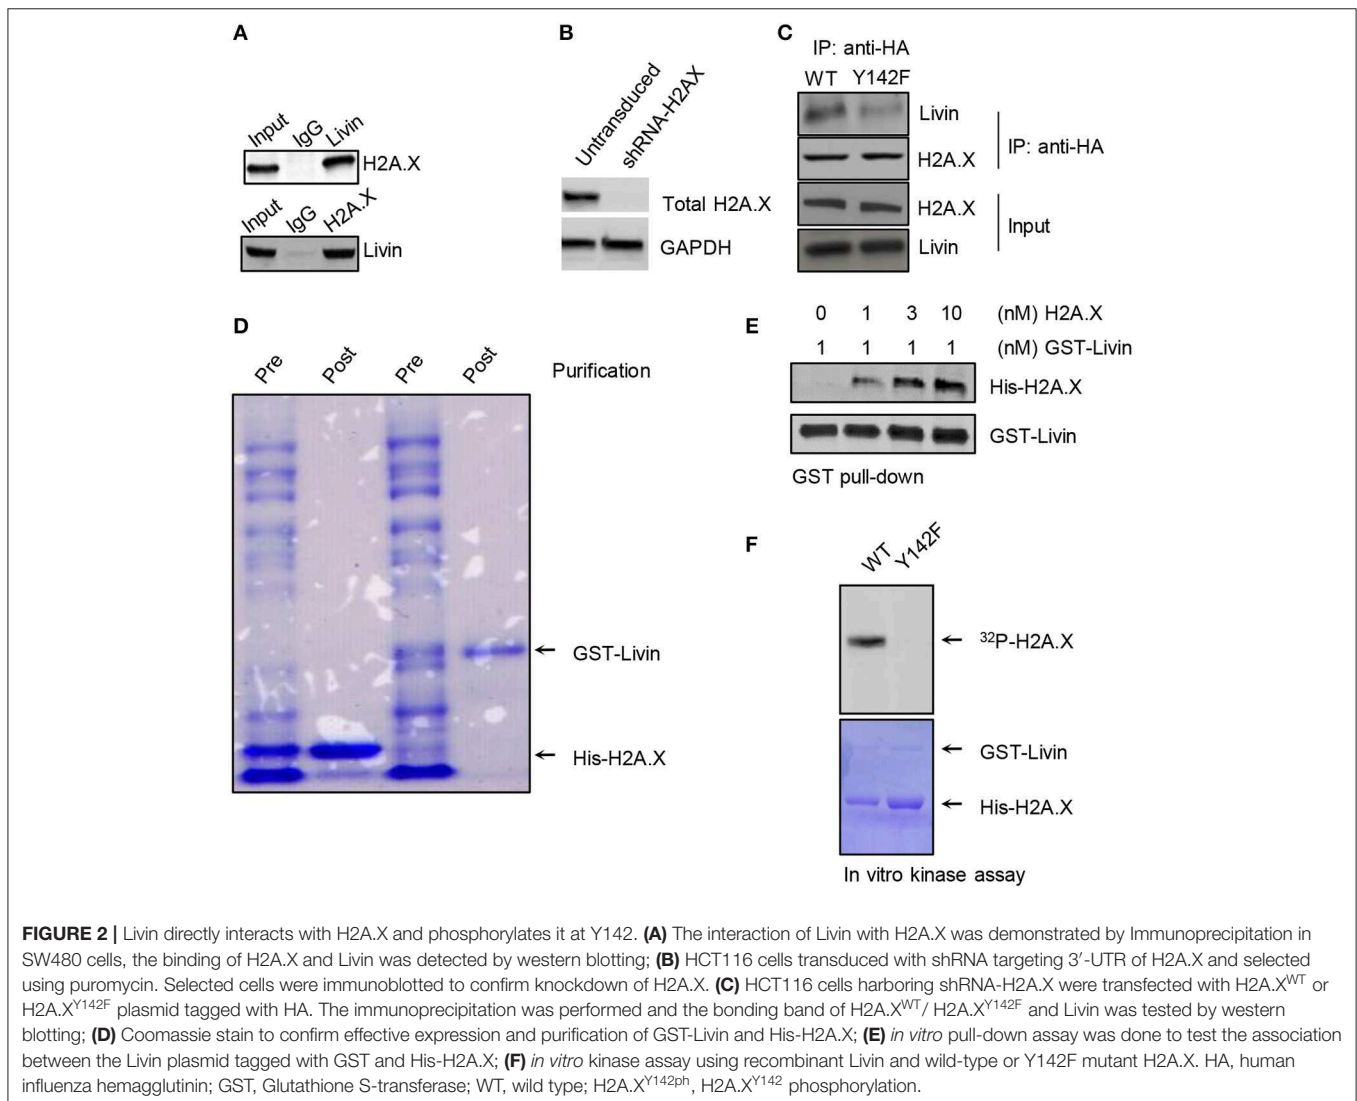 A
Input IgG Livin
H2A.X
Input IgG H2A.X
Livin
B
Untransduced shRNA-H2AX
Total H2A.X
GAPDH
C
IP: anti-HA
WT Y142F
Livin
H2A.X
IP: anti-HA
H2A.X
Livin
Input
D
Pre Post Pre Post Purification
GST-Livin
His-H2A.X
E
0 1 3 10 (nM) H2A.X
1 1 1 1 (nM) GST-Livin
His-H2A.X
GST-Livin
GST pull-down
F
WT Y142F
32P-H2A.X
GST-Livin
His-H2A.X
In vitro kinase assay
FIGURE 2 | Livin directly interacts with H2A.X and phosphorylates it at Y142. (A) The interaction of Livin with H2A.X was demonstrated by Immunoprecipitation in
SW480 cells, the binding of H2A.X and Livin was detected by western blotting; (B) HCT116 cells transduced with shRNA targeting 3′-UTR of H2A.X and selected
using puromycin. Selected cells were immunoblotted to confirm knockdown of H2A.X. (C) HCT116 cells harboring shRNA-H2A.X were transfected with H2A.XWT or
H2A.XY142F plasmid tagged with HA. The immunoprecipitation was performed and the bonding band of H2A.XWT/ H2A.XY142F and Livin was tested by western
blotting; (D) Coomassie stain to confirm effective expression and purification of GST-Livin and His-H2A.X; (E) in vitro pull-down assay was done to test the association
between the Livin plasmid tagged with GST and His-H2A.X; (F) in vitro kinase assay using recombinant Livin and wild-type or Y142F mutant H2A.X. HA, human
influenza hemagglutinin; GST, Glutathione S-transferase; WT, wild type; H2A.XY142ph, H2A.XY142 phosphorylation.